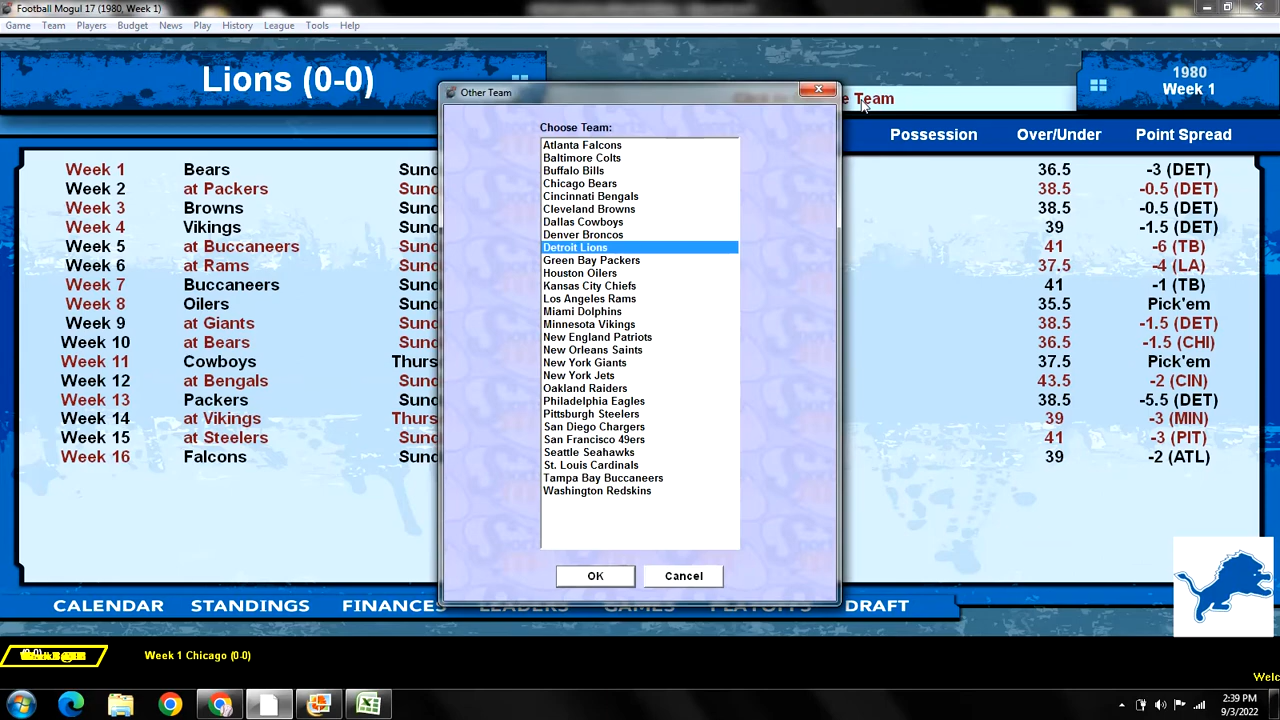 Football Mogul 17 (1980, Week 1)
Game Team Players Budget News Play History League Tools Help
Lions (0-0)
1980
Week 1
Team
Possession Over/Under Point Spread
Week 1 Bears Sund 36.5 -3 (DET)
Week 2 at Packers Sund 38.5 -0.5 (DET)
Week 3 Browns Sund 38.5 -0.5 (DET)
Week 4 Vikings Sund 39 -1.5 (DET)
Week 5 at Buccaneers Sund 41 -6 (TB)
Week 6 at Rams Sund 37.5 -4 (LA)
Week 7 Buccaneers Sund 41 -1 (TB)
Week 8 Oilers Sund 35.5 Pick'em
Week 9 at Giants Sund 38.5 -1.5 (DET)
Week 10 at Bears Sund 36.5 -1.5 (CHI)
Week 11 Cowboys Thurs 37.5 Pick'em
Week 12 at Bengals Sund 43.5 -2 (CIN)
Week 13 Packers Sund 38.5 -5.5 (DET)
Week 14 at Vikings Thurs 39 -3 (MIN)
Week 15 at Steelers Sund 41 -3 (PIT)
Week 16 Falcons Sund 39 -2 (ATL)
Other Team
Choose Team:
Atlanta Falcons
Baltimore Colts
Buffalo Bills
Chicago Bears
Cincinnati Bengals
Cleveland Browns
Dallas Cowboys
Denver Broncos
Detroit Lions
Green Bay Packers
Houston Oilers
Kansas City Chiefs
Los Angeles Rams
Miami Dolphins
Minnesota Vikings
New England Patriots
New Orleans Saints
New York Giants
New York Jets
Oakland Raiders
Philadelphia Eagles
Pittsburgh Steelers
San Diego Chargers
San Francisco 49ers
Seattle Seahawks
St. Louis Cardinals
Tampa Bay Buccaneers
Washington Redskins
OK Cancel
CALENDAR STANDINGS FINANCES LEADERS GAMES PLAYOFFS DRAFT
(0-0)
Week 1 Chicago (0-0)
Welc
2:39 PM
9/3/2022